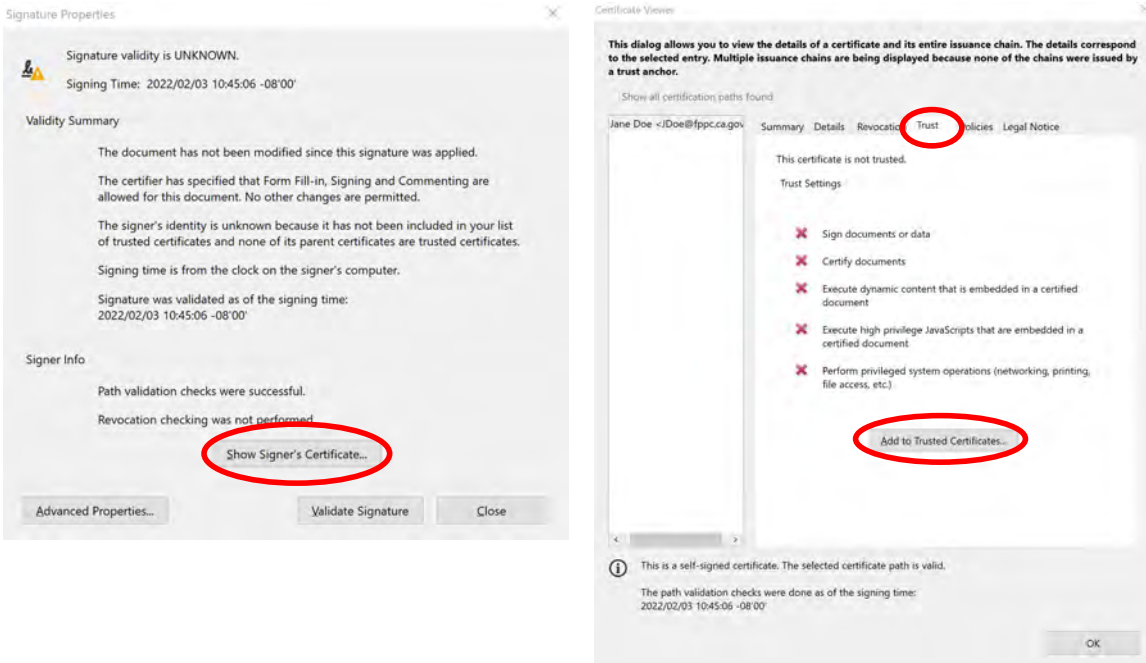 Signature Properties
Signature validity is UNKNOWN.
Signing Time: 2022/02/03 10:45:06 -08'00'
Validity Summary
The document has not been modified since this signature was applied.
The certifier has specified that Form Fill-in, Signing and Commenting are
allowed for this document. No other changes are permitted.
The signer's identity is unknown because it has not been included in your list
of trusted certificates and none of its parent certificates are trusted certificates.
Signing time is from the clock on the signer's computer.
Signature was validated as of the signing time:
2022/02/03 10:45:06 -08'00'
Signer Info
Path validation checks were successful.
Revocation checking was not performed
Show Signer's Certificate...
Advanced Properties...
Validate Signature
Close
Certificate Viewer
This dialog allows you to view the details of a certificate and its entire issuance chain. The details correspond
to the selected entry. Multiple issuance chains are being displayed because none of the chains were issued by
a trust anchor.
Show all certification paths found
Jane Doe <JDoe@fppc.ca.gov
Summary Details Revocation Trust Policies Legal Notice
This certificate is not trusted.
Trust Settings
Sign documents or data
Certify documents
Execute dynamic content that is embedded in a certified
document
Execute high privilege JavaScripts that are embedded in a
certified document
Perform privileged system operations (networking, printing,
file access, etc.)
Add to Trusted Certificates...
This is a self-signed certificate. The selected certificate path is valid.
The path validation checks were done as of the signing time:
2022/02/03 10:45:06 -08'00'
OK